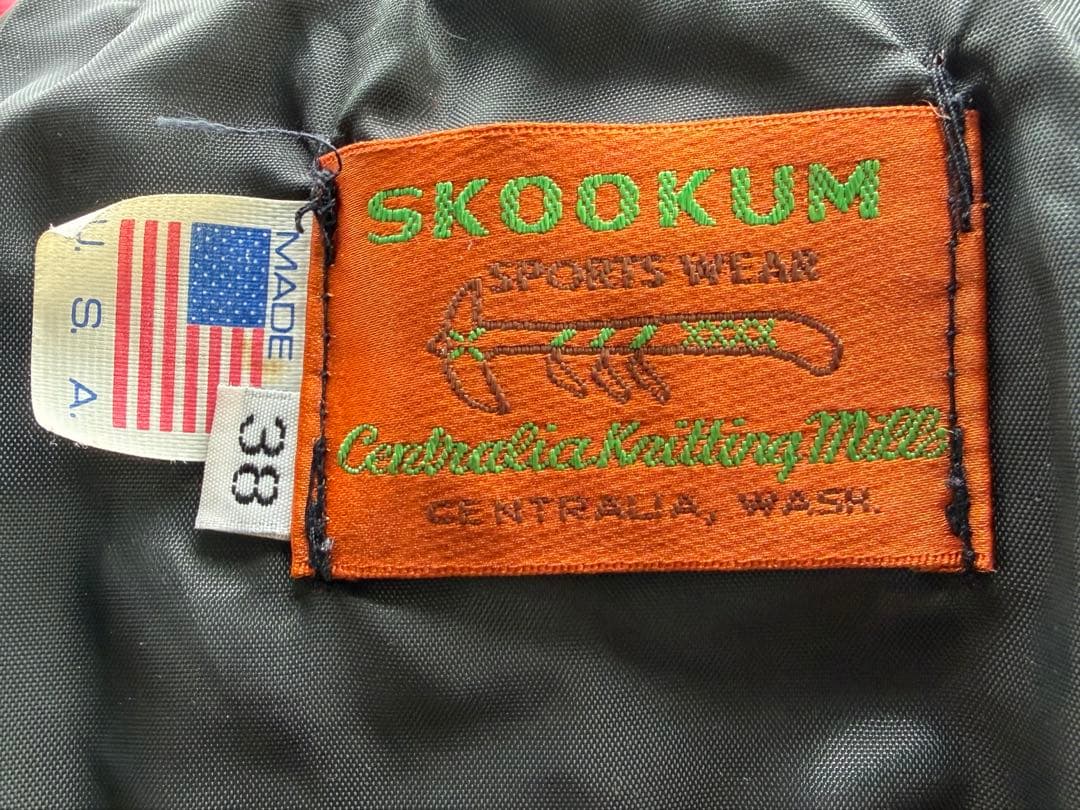 SKOOKUM
SPORTS WEAR
Centralia Knitting Mills
CENTRALIA, WASH.
MADE
U. S. A.
38